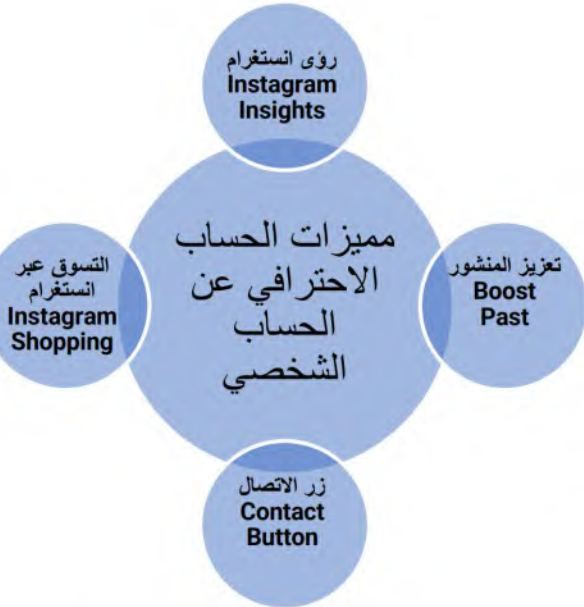 رؤى انستغرام
Instagram
Insights
مميزات الحساب
الاحترافي عن
الحساب
الشخصي
تعزيز المنشور
Boost
Past
التسوق عبر
انستغرام
Instagram
Shopping
زر الاتصال
Contact
Button